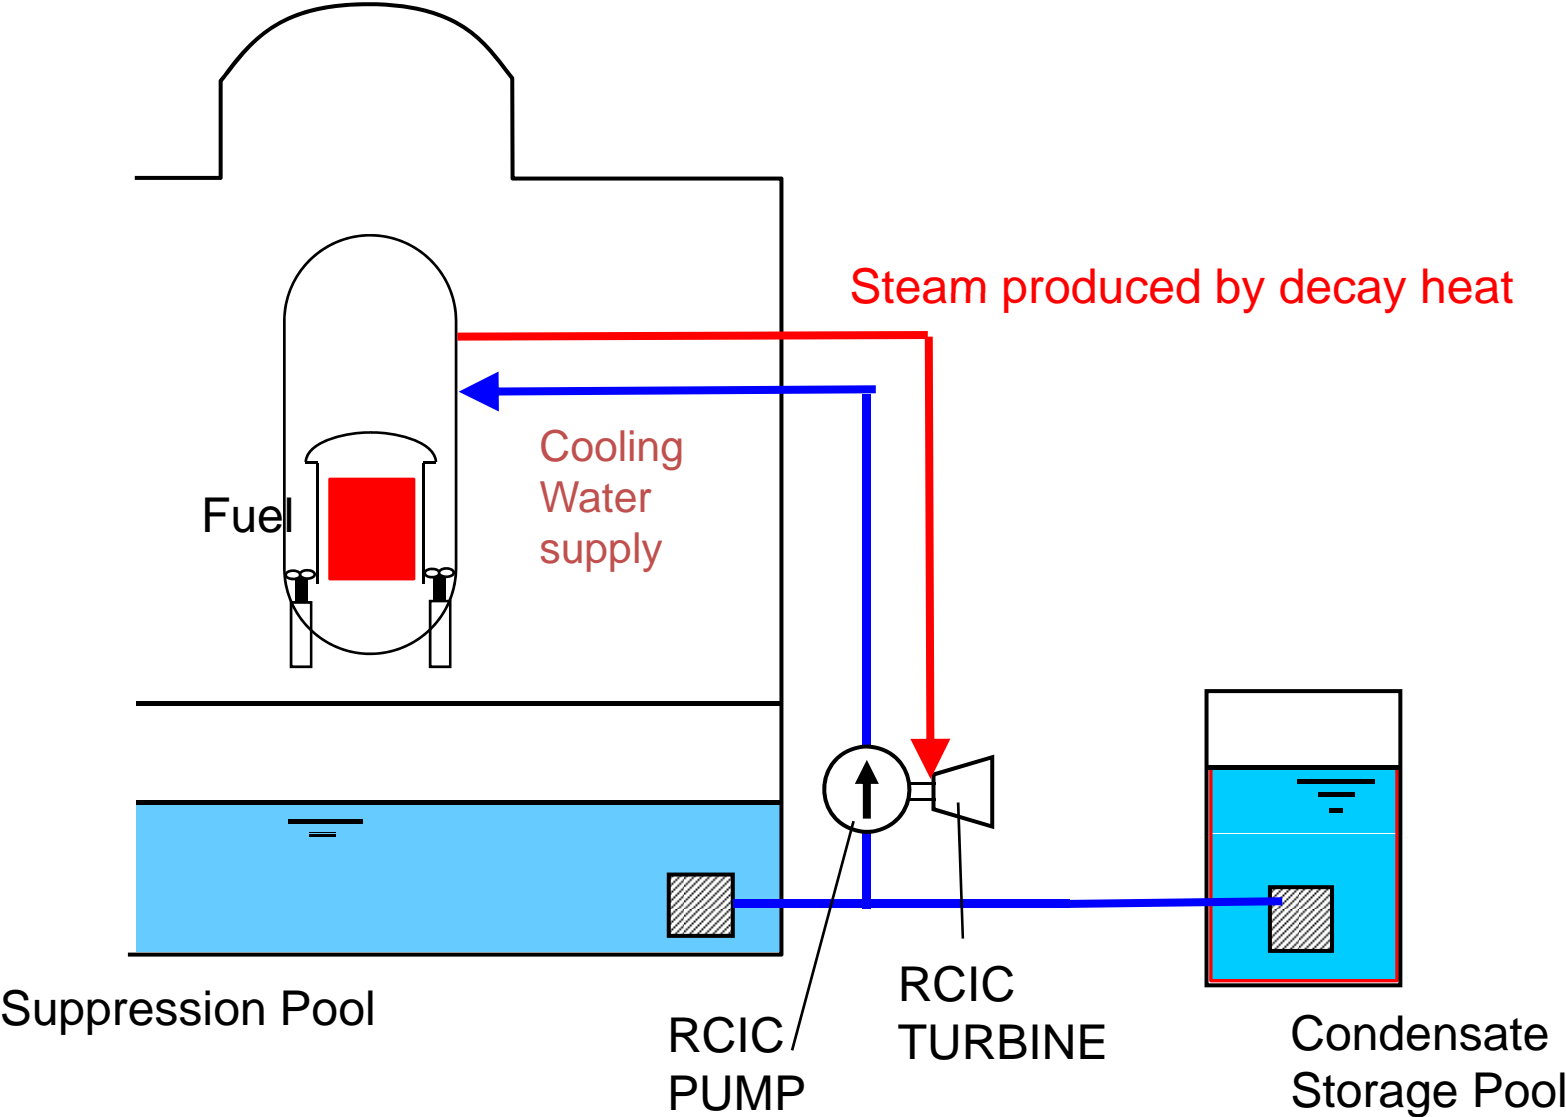 Steam produced by decay heat
Cooling
Water
supply
Fuel
Suppression Pool
RCIC
PUMP
RCIC
TURBINE
Condensate
Storage Pool